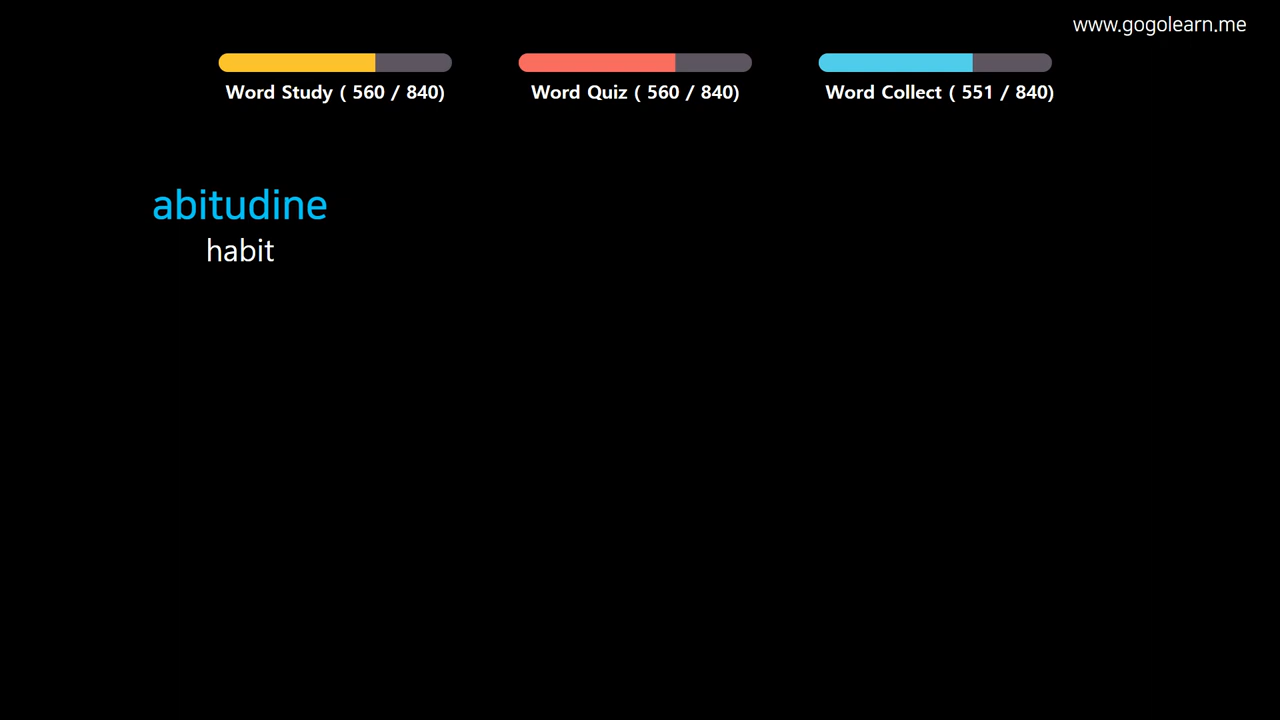 www.gogolearn.me
Word Study ( 560 / 840)
Word Quiz ( 560 / 840)
Word Collect ( 551 / 840)
abitudine
habit